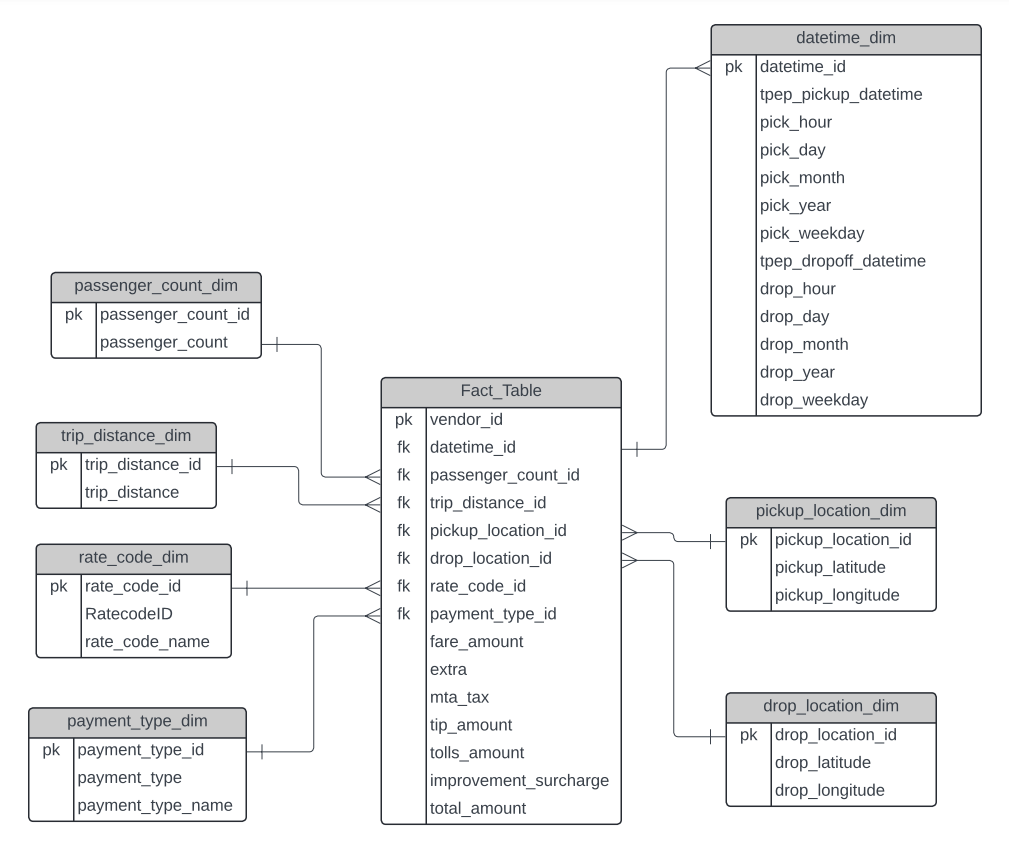 datetime_dim
pk datetime_id
tpep_pickup_datetime
pick_hour
pick_day
pick_month
pick_year
pick_weekday
tpep_dropoff_datetime
drop_hour
drop_day
drop_month
drop_year
drop_weekday
passenger_count_dim
pk passenger_count_id
passenger_count
trip_distance_dim
pk trip_distance_id
trip_distance
rate_code_dim
pk rate_code_id
RatecodeID
rate_code_name
payment_type_dim
pk payment_type_id
payment_type
payment_type_name
Fact_Table
pk vendor_id
fk datetime_id
fk passenger_count_id
fk trip_distance_id
fk pickup_location_id
fk drop_location_id
fk rate_code_id
fk payment_type_id
fare_amount
extra
mta_tax
tip_amount
tolls_amount
improvement_surcharge
total_amount
pickup_location_dim
pk pickup_location_id
pickup_latitude
pickup_longitude
drop_location_dim
pk drop_location_id
drop_latitude
drop_longitude